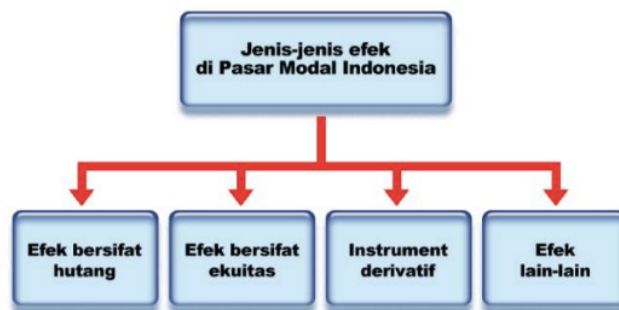 Jenis-jenis efek
di Pasar Modal Indonesia
Efek bersifat
hutang
Efek bersifat
ekuitas
Instrument
derivatif
Efek
lain-lain